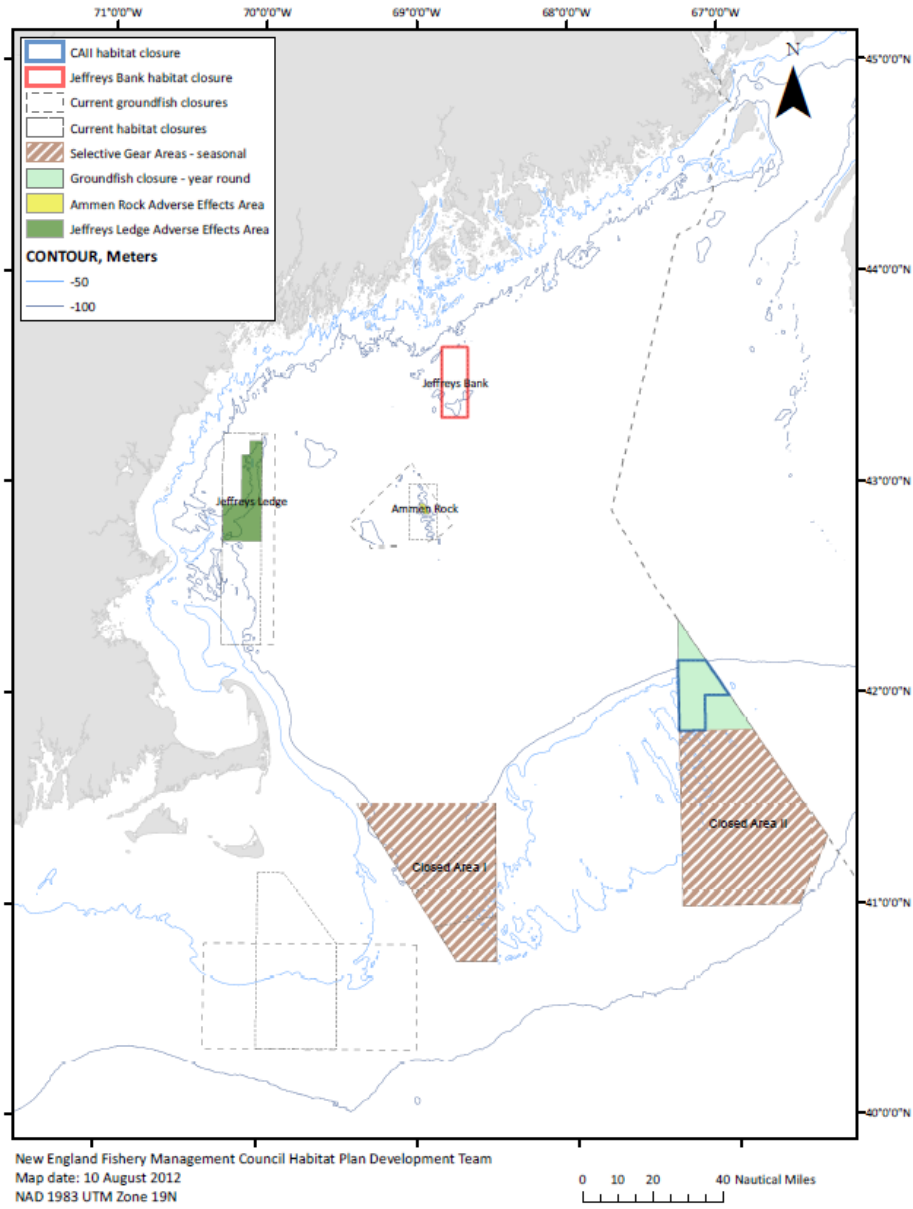 71°0'0"W 70°0'0"W 69°0'0"W 68°0'0"W 67°0'0"W
CAII habitat closure
Jeffreys Bank habitat closure
Current groundfish closures
Current habitat closures
Selective Gear Areas - seasonal
Groundfish closure - year round
Ammen Rock Adverse Effects Area
Jeffreys Ledge Adverse Effects Area
CONTOUR, Meters
-50
-100
N
45°0'0"N
44°0'0"N
Jeffreys Bank
43°0'0"N
Jeffreys Ledge
Ammen Rock
42°0'0"N
Closed Area II
Closed Area I
41°0'0"N
40°0'0"N
New England Fishery Management Council Habitat Plan Development Team
Map date: 10 August 2012
NAD 1983 UTM Zone 19N
0 10 20 40 Nautical Miles